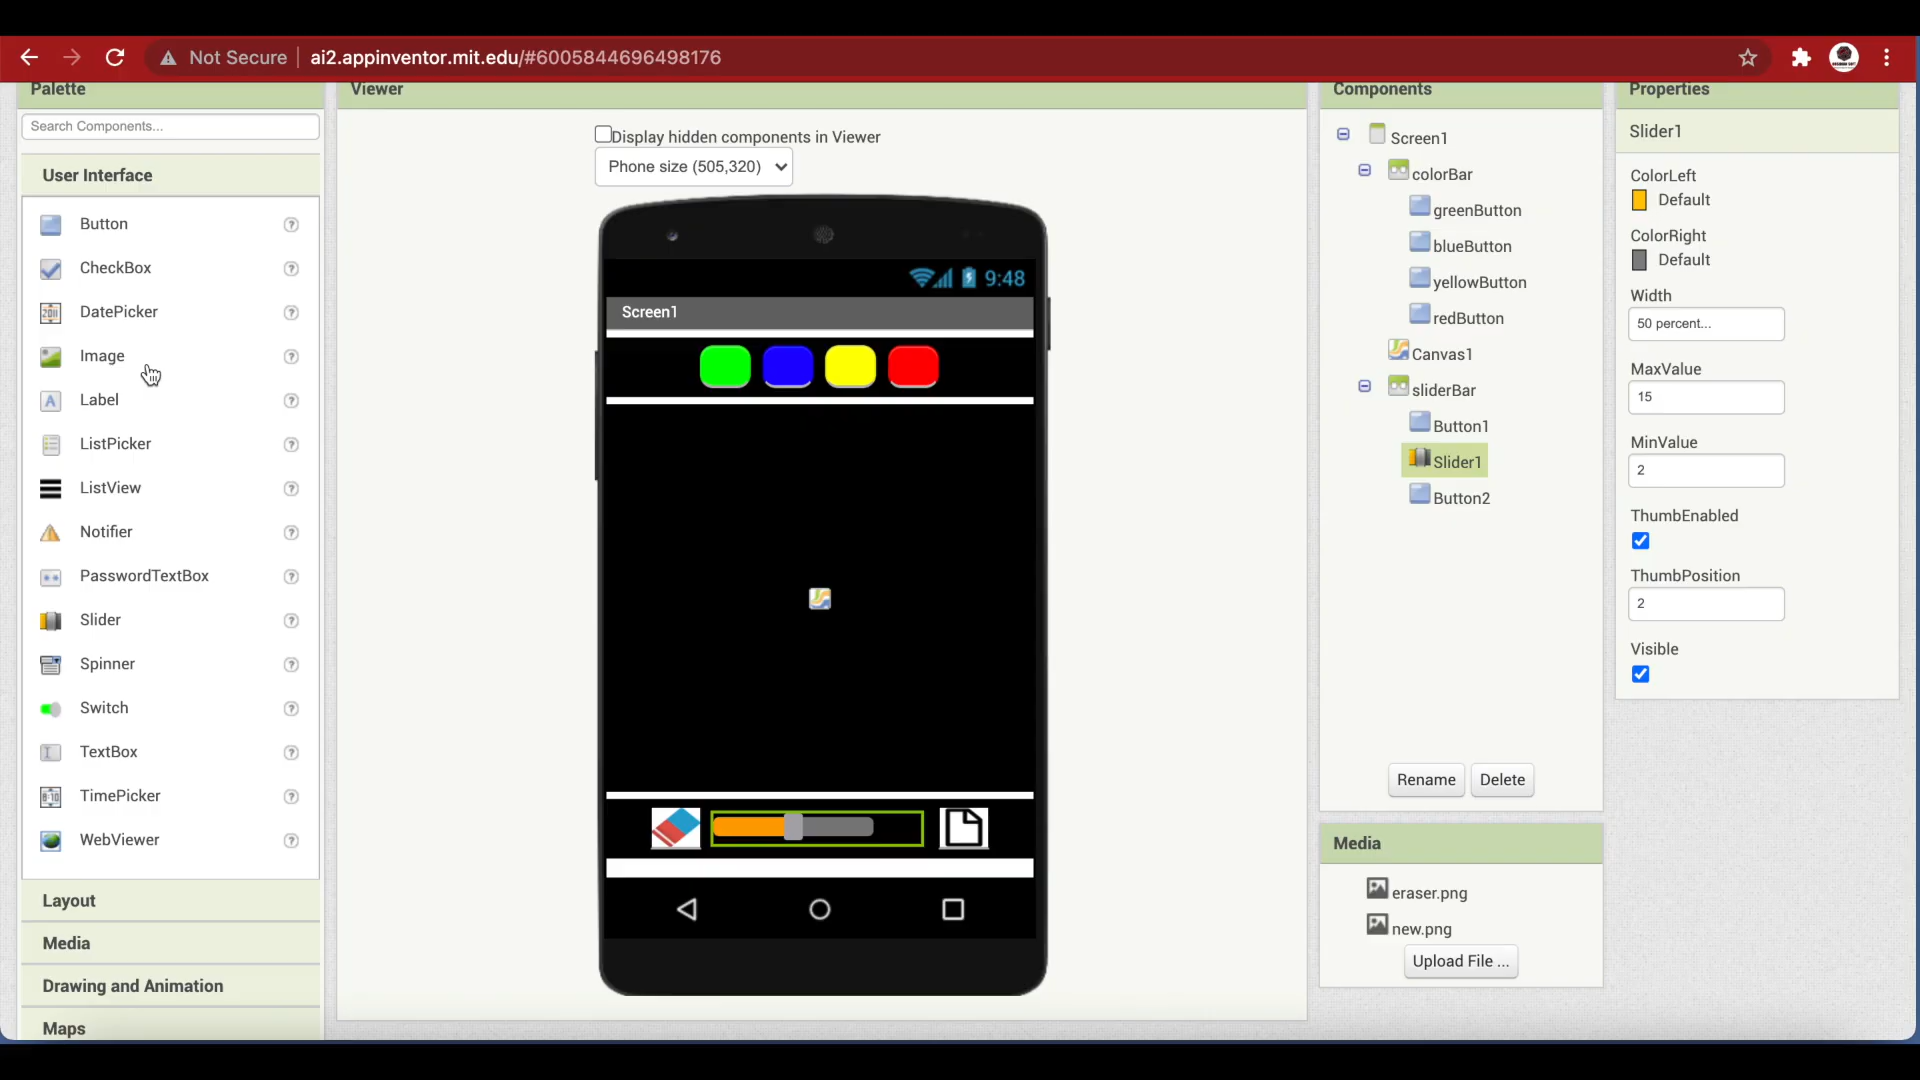 Not Secure | ai2.appinventor.mit.edu/#6005844696498176
Palette
Search Components...
User Interface
Button
CheckBox
DatePicker
Image
Label
ListPicker
ListView
Notifier
PasswordTextBox
Slider
Spinner
Switch
TextBox
TimePicker
WebViewer
Layout
Media
Drawing and Animation
Maps
Viewer
Display hidden components in Viewer
Phone size (505,320)
9:48
Screen1
Components
Screen1
colorBar
greenButton
blueButton
yellowButton
redButton
Canvas1
sliderBar
Button1
Slider1
Button2
Rename Delete
Media
eraser.png
new.png
Upload File ...
Properties
Slider1
ColorLeft
Default
ColorRight
Default
Width
50 percent...
MaxValue
15
MinValue
2
ThumbEnabled
ThumbPosition
2
Visible